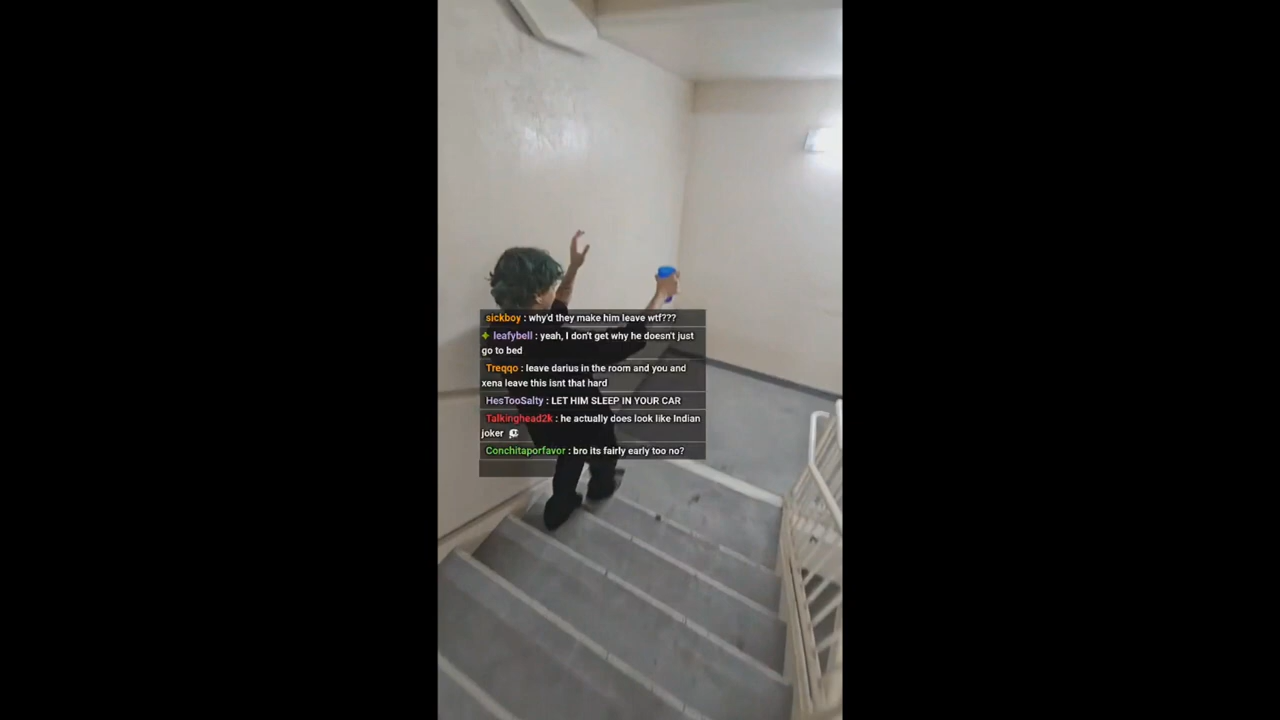 sickboy : why'd they make him leave wtf???
leafybell : yeah, I don't get why he doesn't just
go to bed
Treqqo : leave darius in the room and you and
xena leave this isnt that hard
HesTooSalty : LET HIM SLEEP IN YOUR CAR
Talkinghead2k : he actually does look like Indian
joker
Conchitaporfavor : bro its fairly early too no?